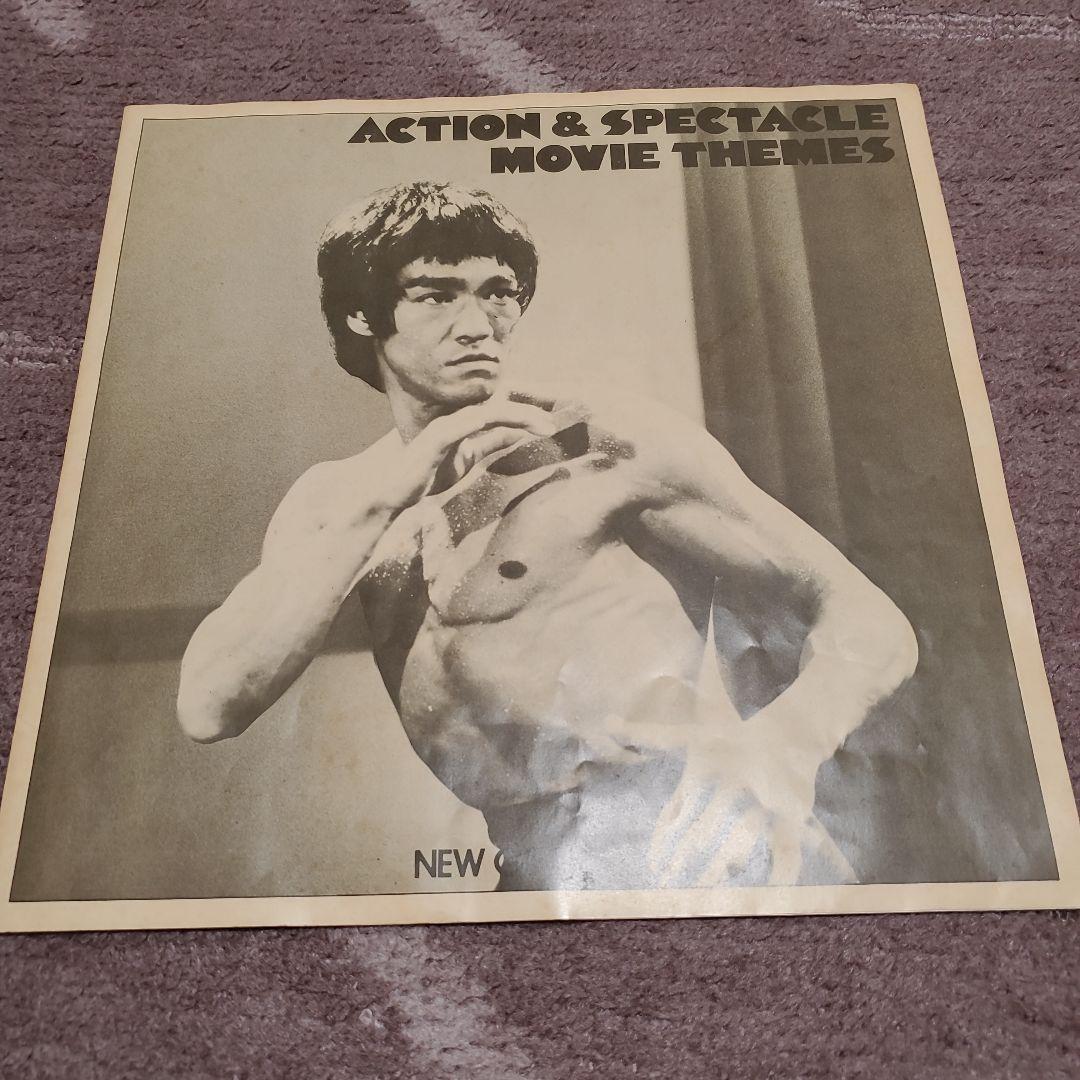 ACTION & SPECTACLE
MOVIE THEMES
NEW